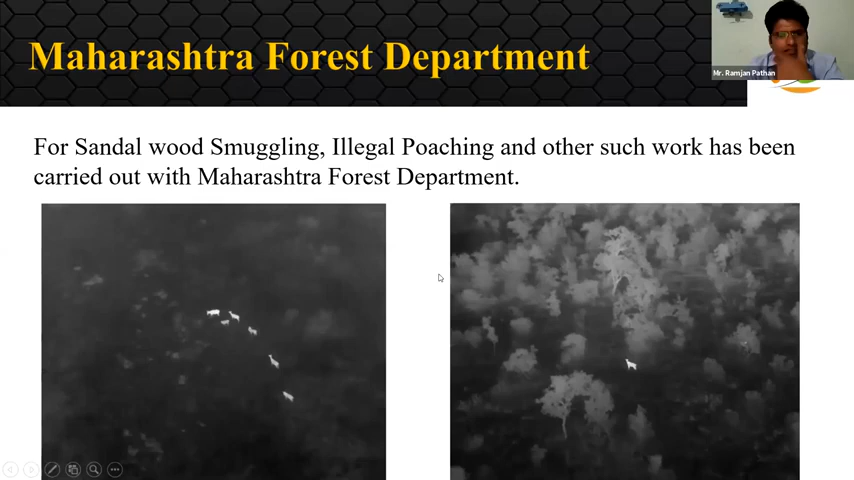 Maharashtra Forest Department
Mr. Ramjan Pathan
For Sandal wood Smuggling, Illegal Poaching and other such work has been
carried out with Maharashtra Forest Department.